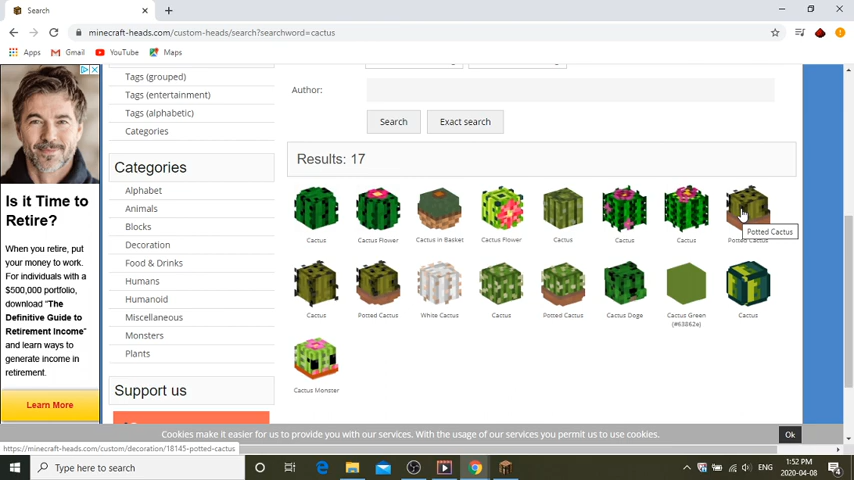 Search
minecraft-heads.com/custom-heads/search?searchword=cactus
Apps Gmail YouTube Maps
Tags (grouped)
Tags (entertainment)
Tags (alphabetic)
Categories
Author:
Search Exact search
Results: 17
Categories
Alphabet
Animals
Blocks
Decoration
Food & Drinks
Humans
Humanoid
Miscellaneous
Monsters
Plants
Support us
Is it Time to
Retire?
When you retire, put
your money to work.
For individuals with a
$500,000 portfolio,
download "The
Definitive Guide to
Retirement Income"
and learn ways to
generate income in
retirement.
Learn More
Cactus Cactus Flower Cactus in Basket Cactus Flower Cactus Cactus Cactus Potted Cactus
Potted Cactus
Cactus Potted Cactus White Cactus Cactus Potted Cactus Cactus Doge Cactus Green Cactus
(#63862e)
Cactus Monster
Cookies make it easier for us to provide you with our services. With the usage of our services you permit us to use cookies. Ok
https://minecraft-heads.com/custom/decoration/18145-potted-cactus
Type here to search
ENG
1:52 PM
2020-04-08
4